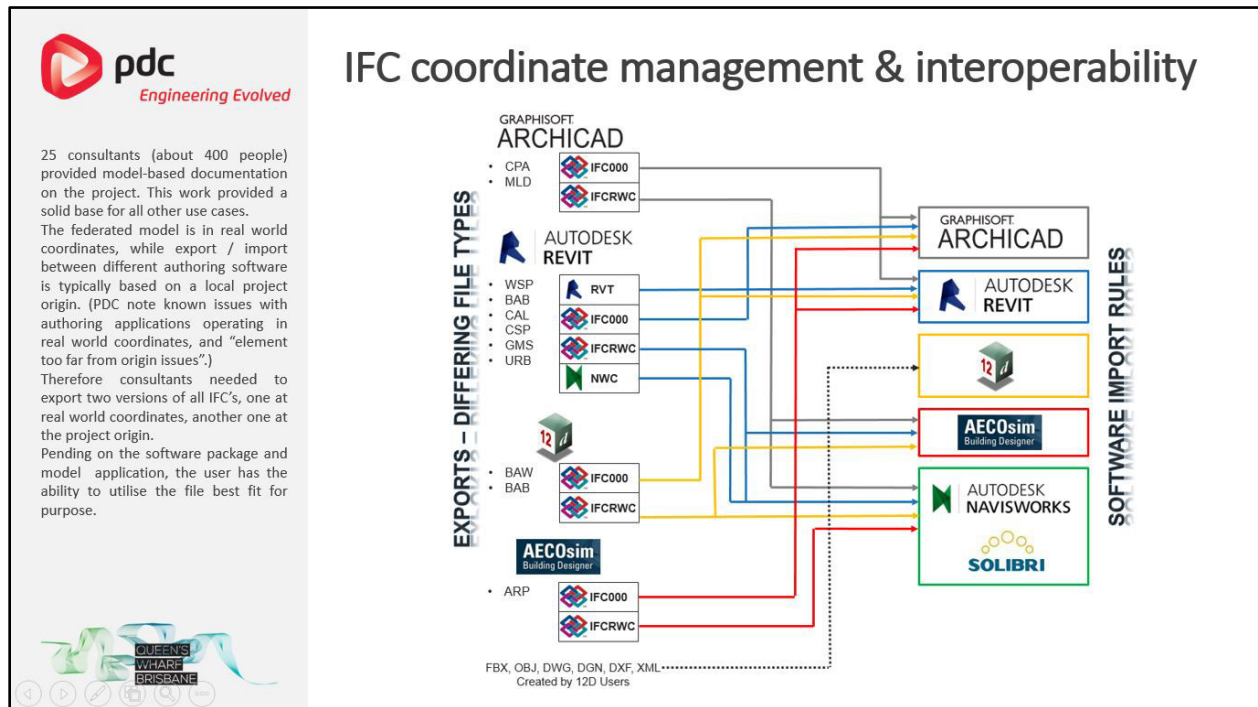 pdc
Engineering Evolved
IFC coordinate management & interoperability
25 consultants (about 400 people)
provided model-based documentation
on the project. This work provided a
solid base for all other use cases.
The federated model is in real world
coordinates, while export / import
between different authoring software
is typically based on a local project
origin. (PDC note known issues with
authoring applications operating in
real world coordinates, and “element
too far from origin issues”.)
Therefore consultants needed to
export two versions of all IFC’s, one at
real world coordinates, another one at
the project origin.
Pending on the software package and
model application, the user has the
ability to utilise the file best fit for
purpose.
QUEEN'S
WHARF
BRISBANE
EXPORTS – DIFFERING FILE TYPES
GRAPHISOFT
ARCHICAD
• CPA
• MLD
IFC000
IFCRWC
AUTODESK
REVIT
• WSP
• BAB
• CAL
• CSP
• GMS
• URB
RVT
IFC000
IFCRWC
NWC
12d
• BAW
• BAB
IFC000
IFCRWC
AECOsim
Building Designer
• ARP
IFC000
IFCRWC
FBX, OBJ, DWG, DGN, DXF, XML
Created by 12D Users
GRAPHISOFT
ARCHICAD
AUTODESK
REVIT
12d
AECOsim
Building Designer
AUTODESK
NAVISWORKS
SOLIBRI
SOFTWARE IMPORT RULES